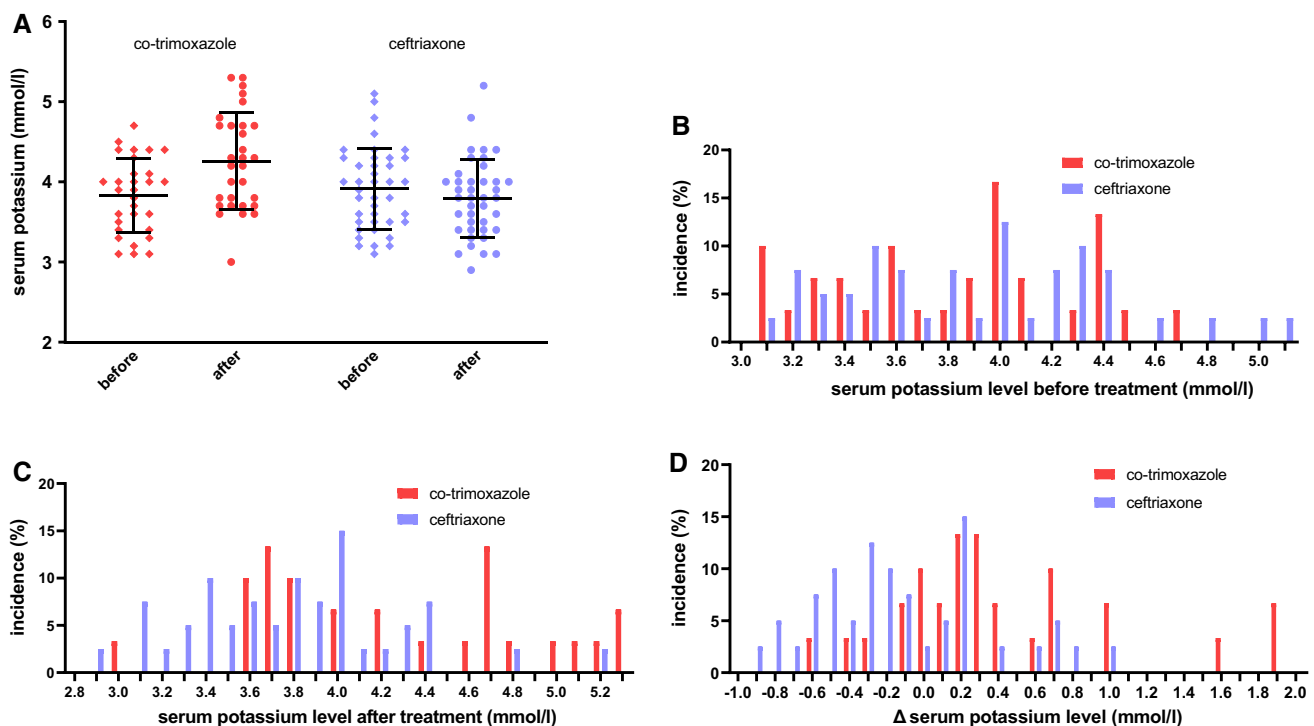 A
co-trimoxazole
ceftriaxone
serum potassium (mmol/l)
6
5
4
3
2
before
after
before
after
B
co-trimoxazole
ceftriaxone
incidence (%)
20
15
10
5
0
3.0 3.2 3.4 3.6 3.8 4.0 4.2 4.4 4.6 4.8 5.0
serum potassium level before treatment (mmol/l)
C
co-trimoxazole
ceftriaxone
incidence (%)
20
15
10
5
0
2.8 3.0 3.2 3.4 3.6 3.8 4.0 4.2 4.4 4.6 4.8 5.0 5.2
serum potassium level after treatment (mmol/l)
D
co-trimoxazole
ceftriaxone
incidence (%)
20
15
10
5
0
-1.0 -0.8 -0.6 -0.4 -0.2 0.0 0.2 0.4 0.6 0.8 1.0 1.2 1.4 1.6 1.8 2.0
Δ serum potassium level (mmol/l)